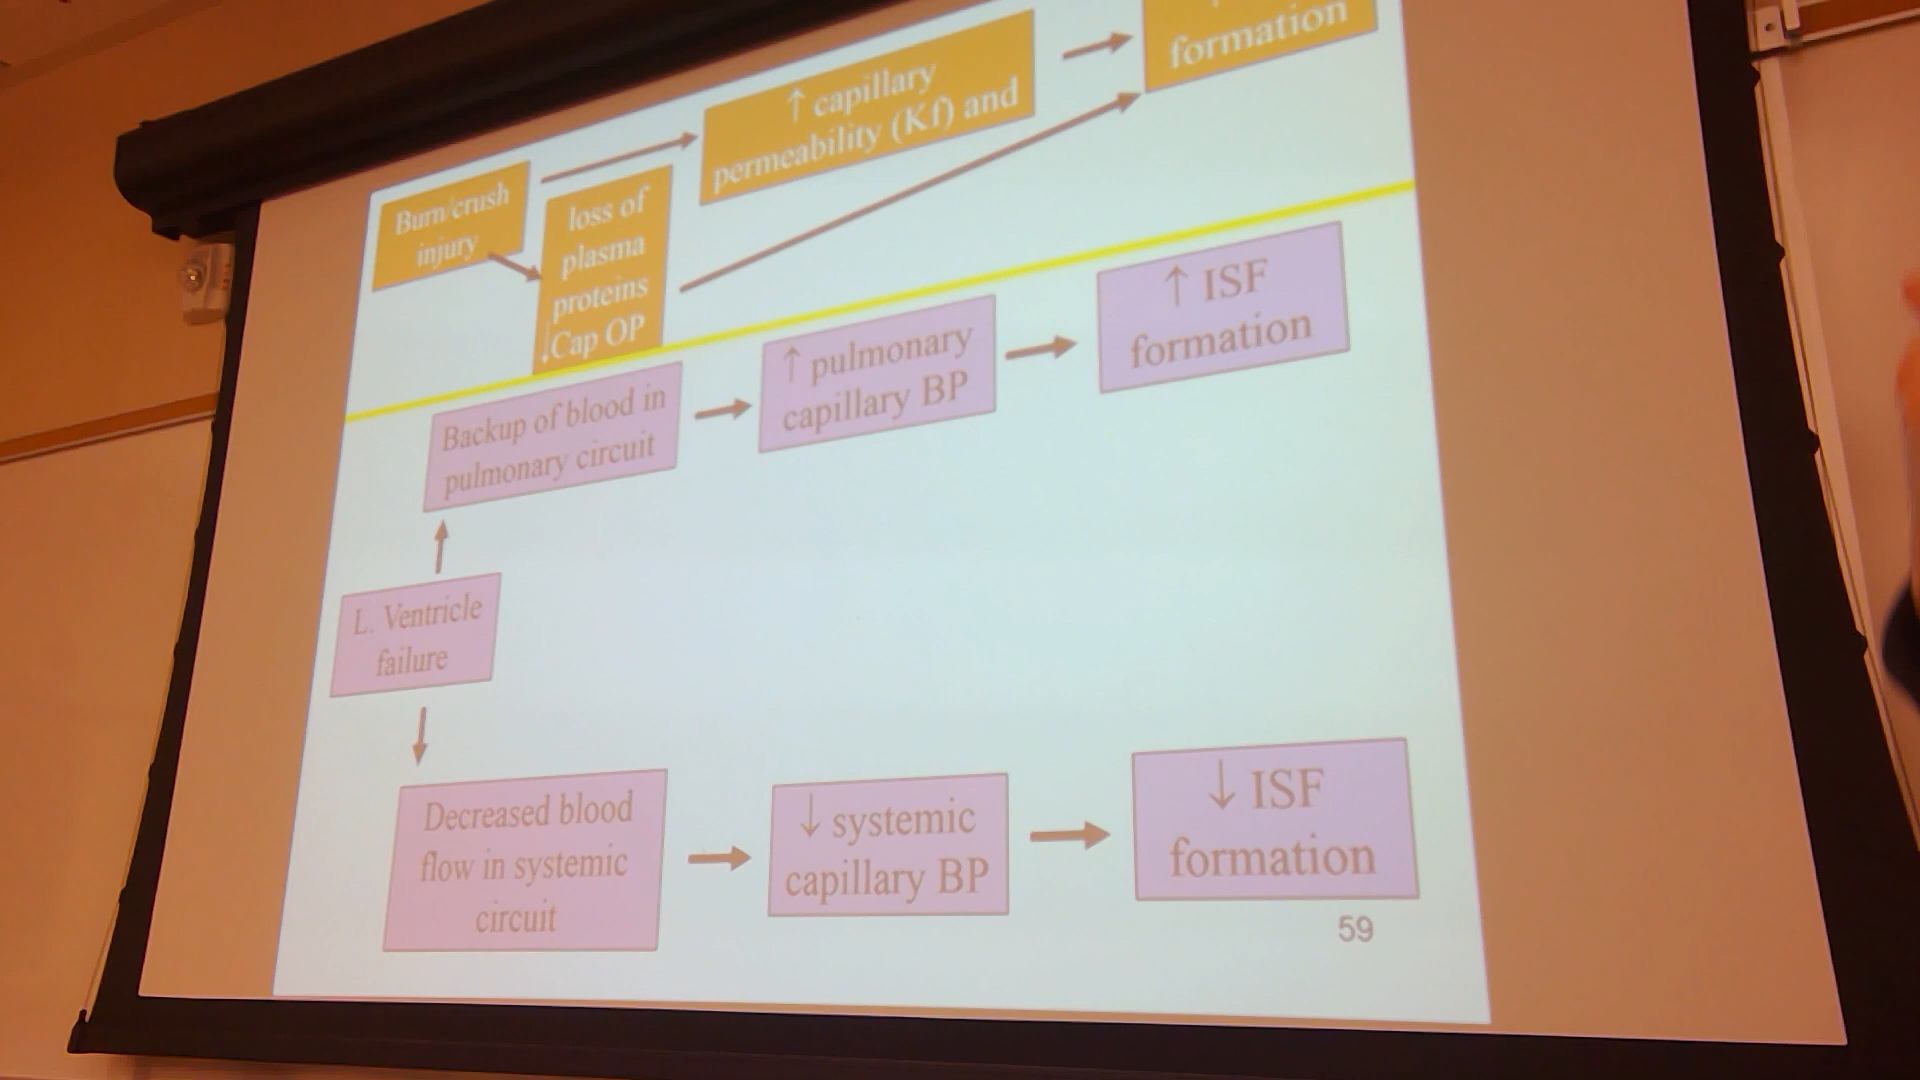 formation
↑ capillary
permeability (Kf) and
Burn/crush
injury
loss of
plasma
proteins
↓Cap OP
Backup of blood in
pulmonary circuit
↑ pulmonary
capillary BP
↑ ISF
formation
L. Ventricle
failure
Decreased blood
flow in systemic
circuit
↓ systemic
capillary BP
↓ ISF
formation
59